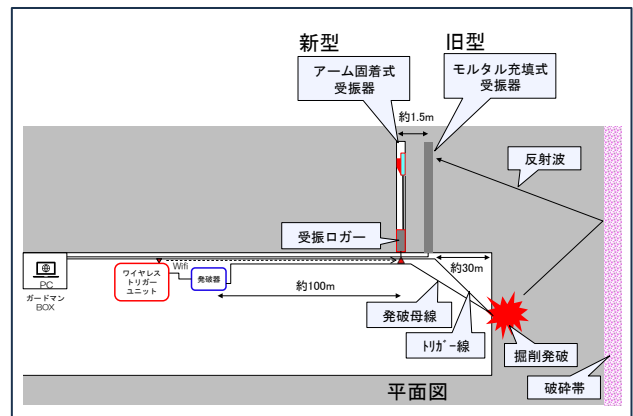 新型
旧型
アーム固着式
受振器
モルタル充填式
受振器
約1.5m
反射波
受振ロガー
PC
ガードマン
BOX
ワイヤレス
トリガー
ユニット
Wifi
発破器
約100m
約30m
発破母線
ﾄﾘｶﾞｰ線
掘削発破
破砕帯
平面図